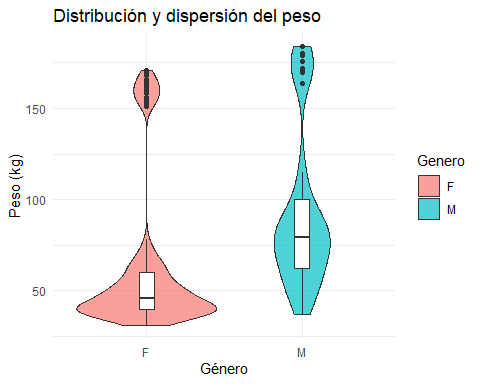 Distribución y dispersión del peso
Peso (kg)
150
100
50
F
M
Género
Genero
F
M